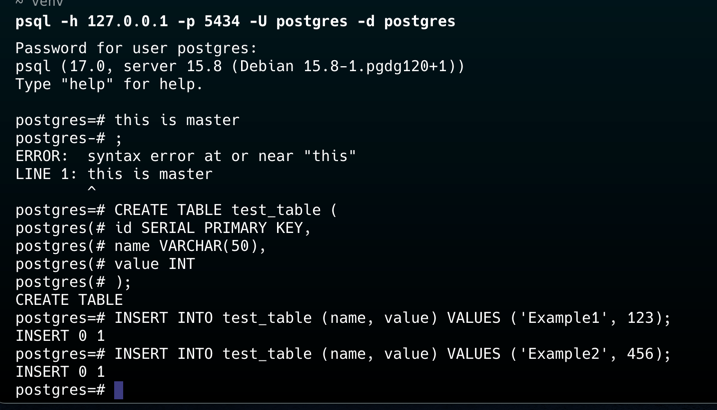 ~ venv
psql -h 127.0.0.1 -p 5434 -U postgres -d postgres
Password for user postgres:
psql (17.0, server 15.8 (Debian 15.8-1.pgdg120+1))
Type "help" for help.
postgres=# this is master
postgres-# ;
ERROR:  syntax error at or near "this"
LINE 1: this is master
        ^
postgres=# CREATE TABLE test_table (
postgres(# id SERIAL PRIMARY KEY,
postgres(# name VARCHAR(50),
postgres(# value INT
postgres(# );
CREATE TABLE
postgres=# INSERT INTO test_table (name, value) VALUES ('Example1', 123);
INSERT 0 1
postgres=# INSERT INTO test_table (name, value) VALUES ('Example2', 456);
INSERT 0 1
postgres=#